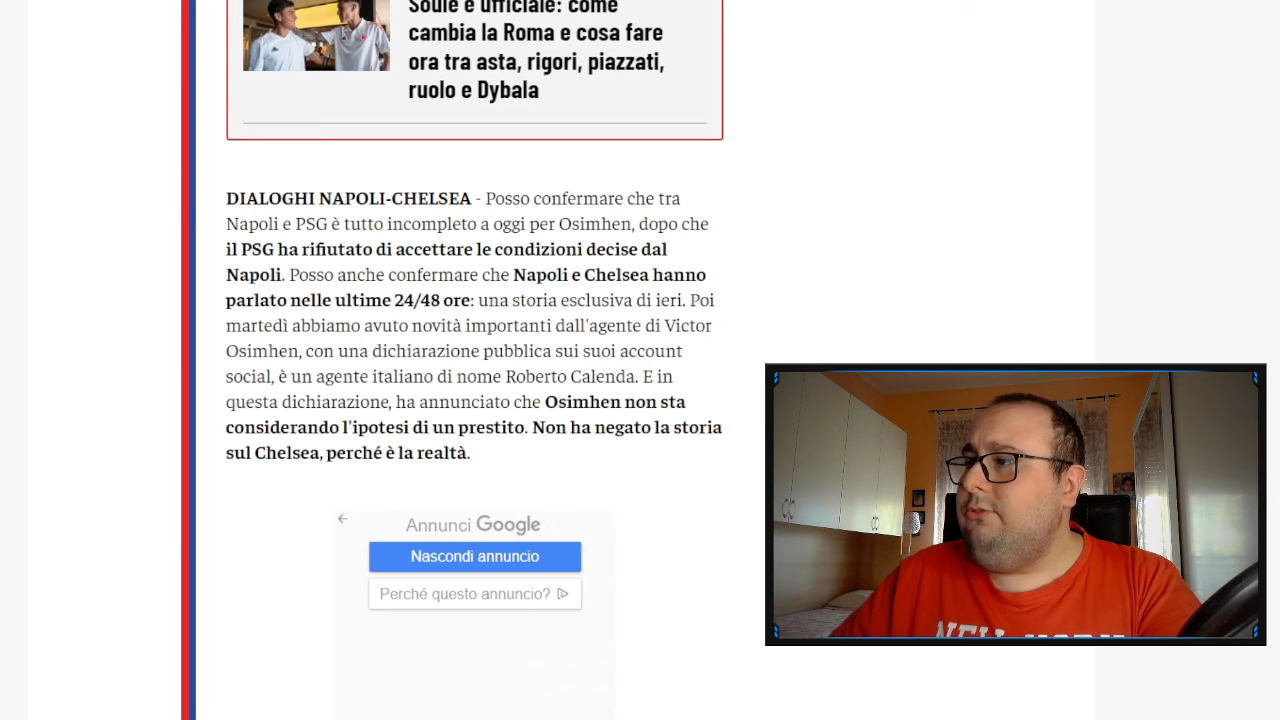 Soulé è ufficiale: come
cambia la Roma e cosa fare
ora tra asta, rigori, piazzati,
ruolo e Dybala
DIALOGHI NAPOLI-CHELSEA - Posso confermare che tra
Napoli e PSG è tutto incompleto a oggi per Osimhen, dopo che
il PSG ha rifiutato di accettare le condizioni decise dal
Napoli. Posso anche confermare che Napoli e Chelsea hanno
parlato nelle ultime 24/48 ore: una storia esclusiva di ieri. Poi
martedì abbiamo avuto novità importanti dall'agente di Victor
Osimhen, con una dichiarazione pubblica sui suoi account
social, è un agente italiano di nome Roberto Calenda. E in
questa dichiarazione, ha annunciato che Osimhen non sta
considerando l'ipotesi di un prestito. Non ha negato la storia
sul Chelsea, perché è la realtà.
Annunci Google
Nascondi annuncio
Perché questo annuncio?
NEW YORK